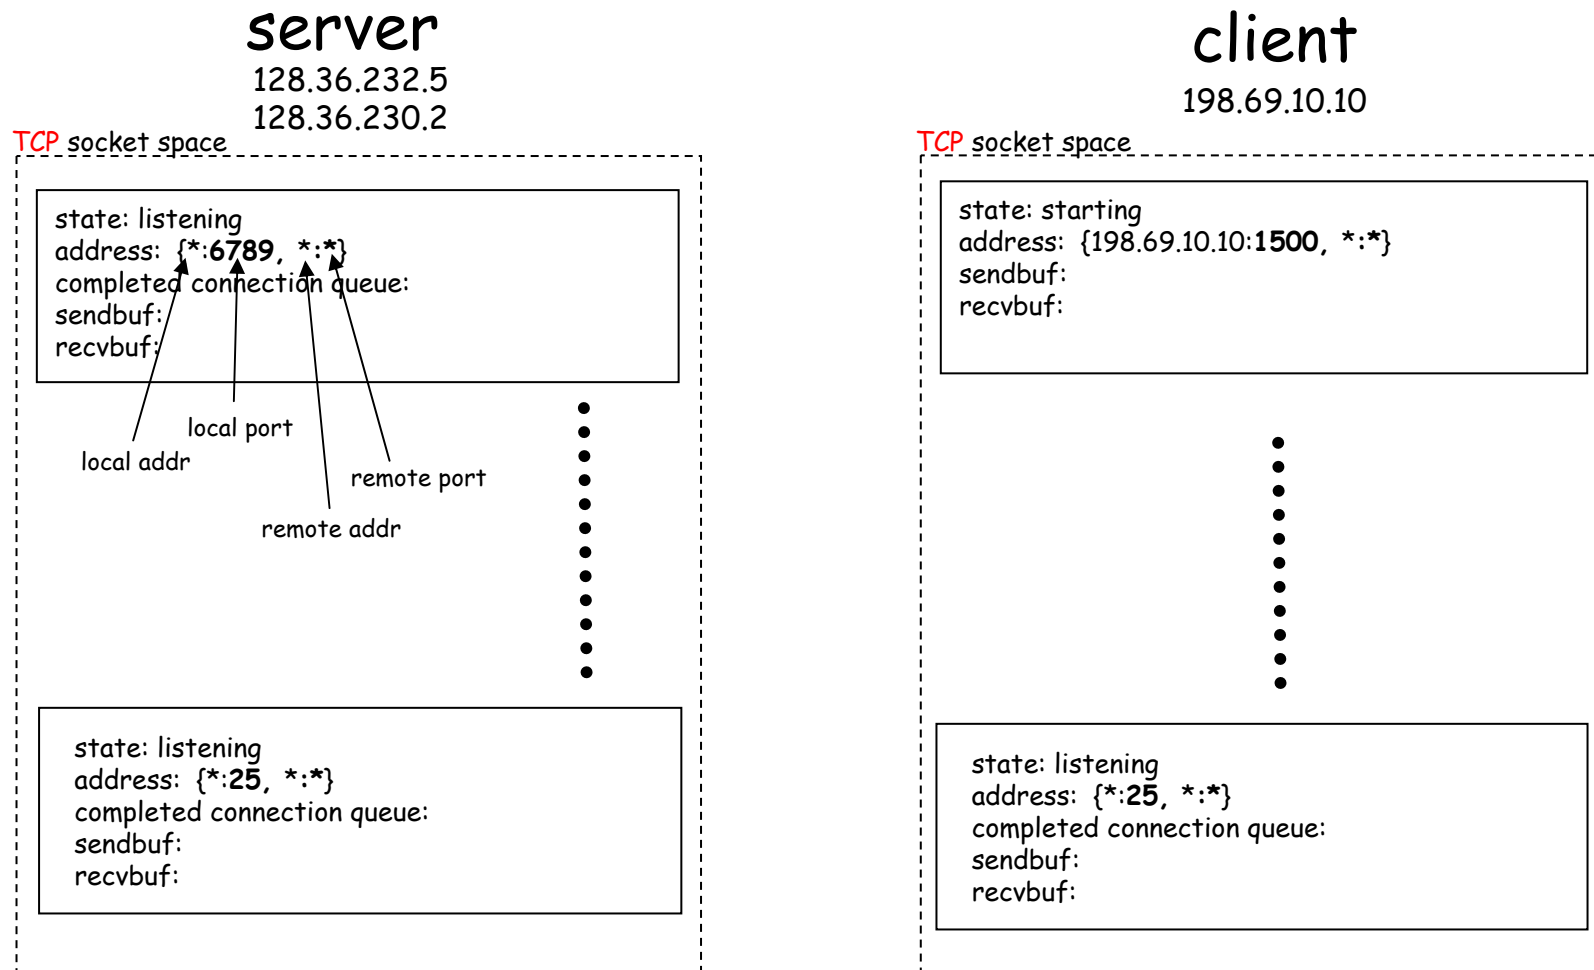 server
128.36.232.5
128.36.230.2
TCP socket space
state: listening
address: {*:6789, *:*}
completed connection queue:
sendbuf:
recvbuf:
local port
local addr
remote port
remote addr
state: listening
address: {*:25, *:*}
completed connection queue:
sendbuf:
recvbuf:
client
198.69.10.10
TCP socket space
state: starting
address: {198.69.10.10:1500, *:*}
sendbuf:
recvbuf:
state: listening
address: {*:25, *:*}
completed connection queue:
sendbuf:
recvbuf: